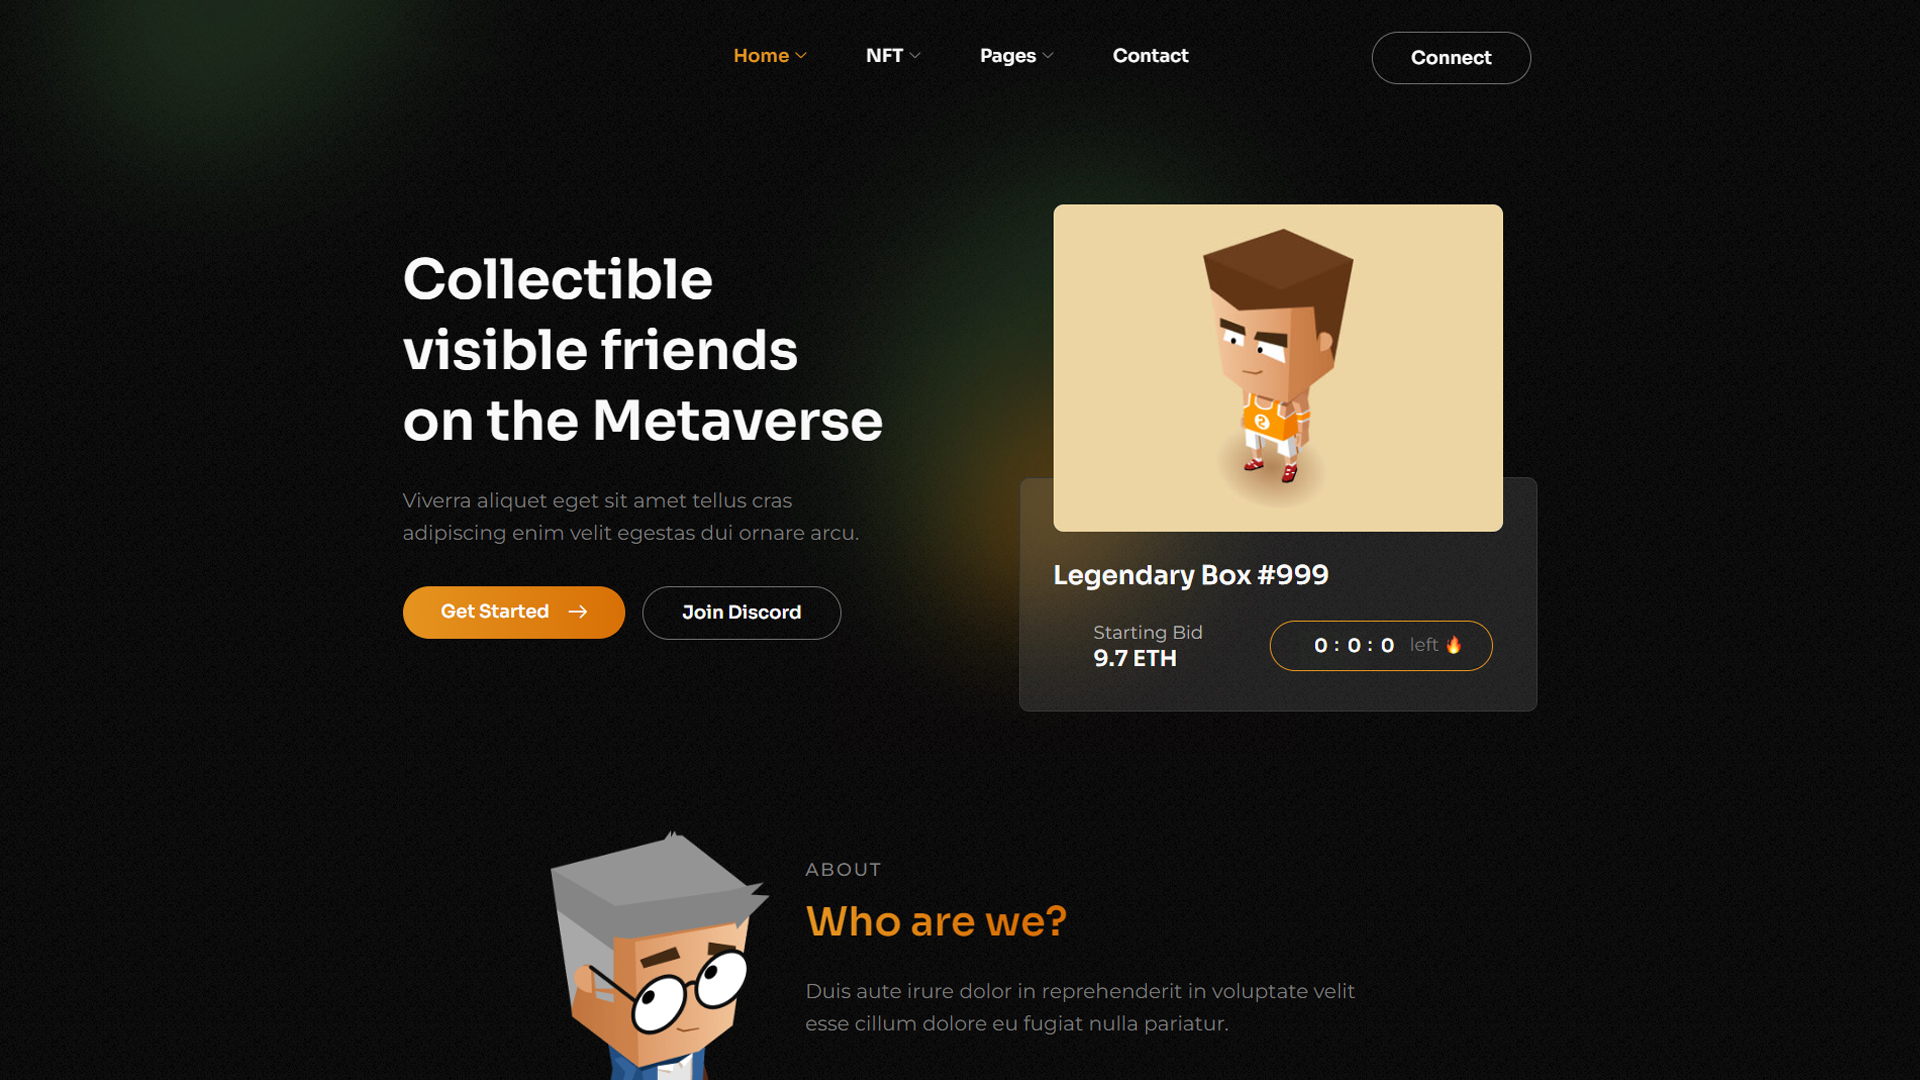 Home
NFT
Pages
Contact
Connect
Collectible
visible friends
on the Metaverse
Viverra aliquet eget sit amet tellus cras
adipiscing enim velit egestas dui ornare arcu.
Get Started
Join Discord
Legendary Box #999
Starting Bid
9.7 ETH
0 : 0 : 0 left 🔥
ABOUT
Who are we?
Duis aute irure dolor in reprehenderit in voluptate velit
esse cillum dolore eu fugiat nulla pariatur.